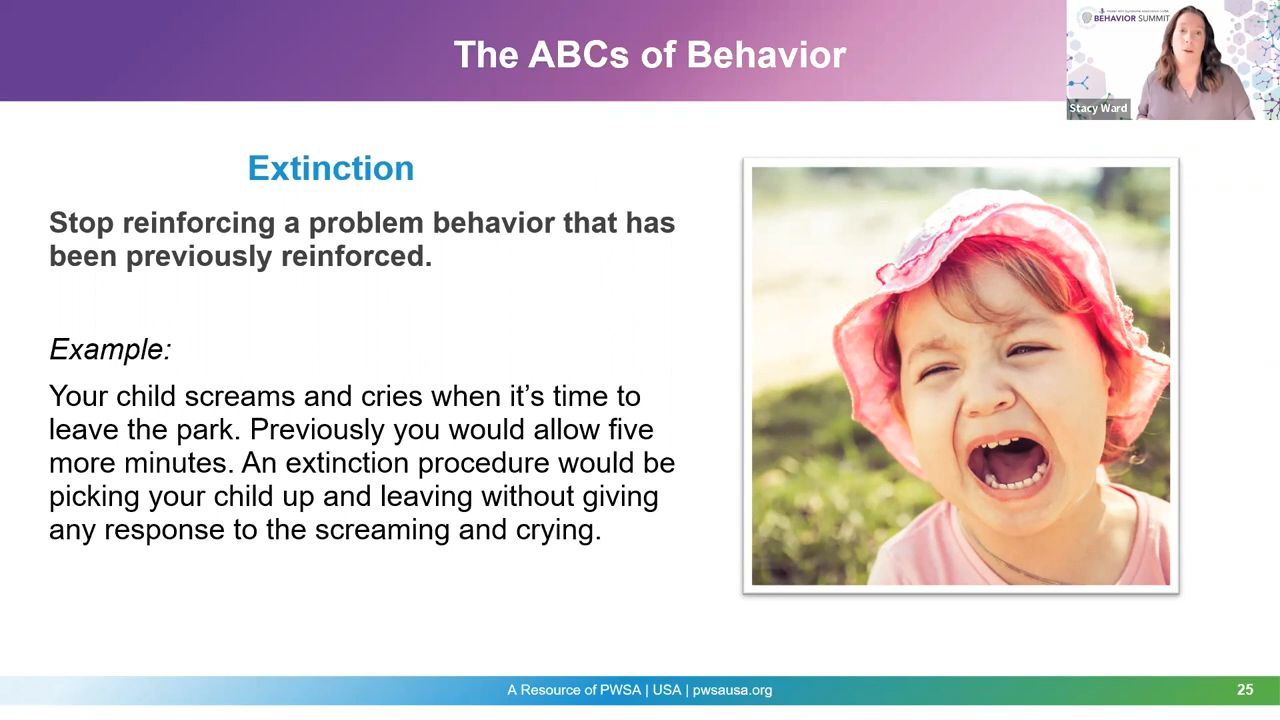 The ABCs of Behavior
BEHAVIOR SUMMIT
Stacy Ward
Extinction
Stop reinforcing a problem behavior that has
been previously reinforced.
Example:
Your child screams and cries when it’s time to
leave the park. Previously you would allow five
more minutes. An extinction procedure would be
picking your child up and leaving without giving
any response to the screaming and crying.
A Resource of PWSA | USA | pwsausa.org
25